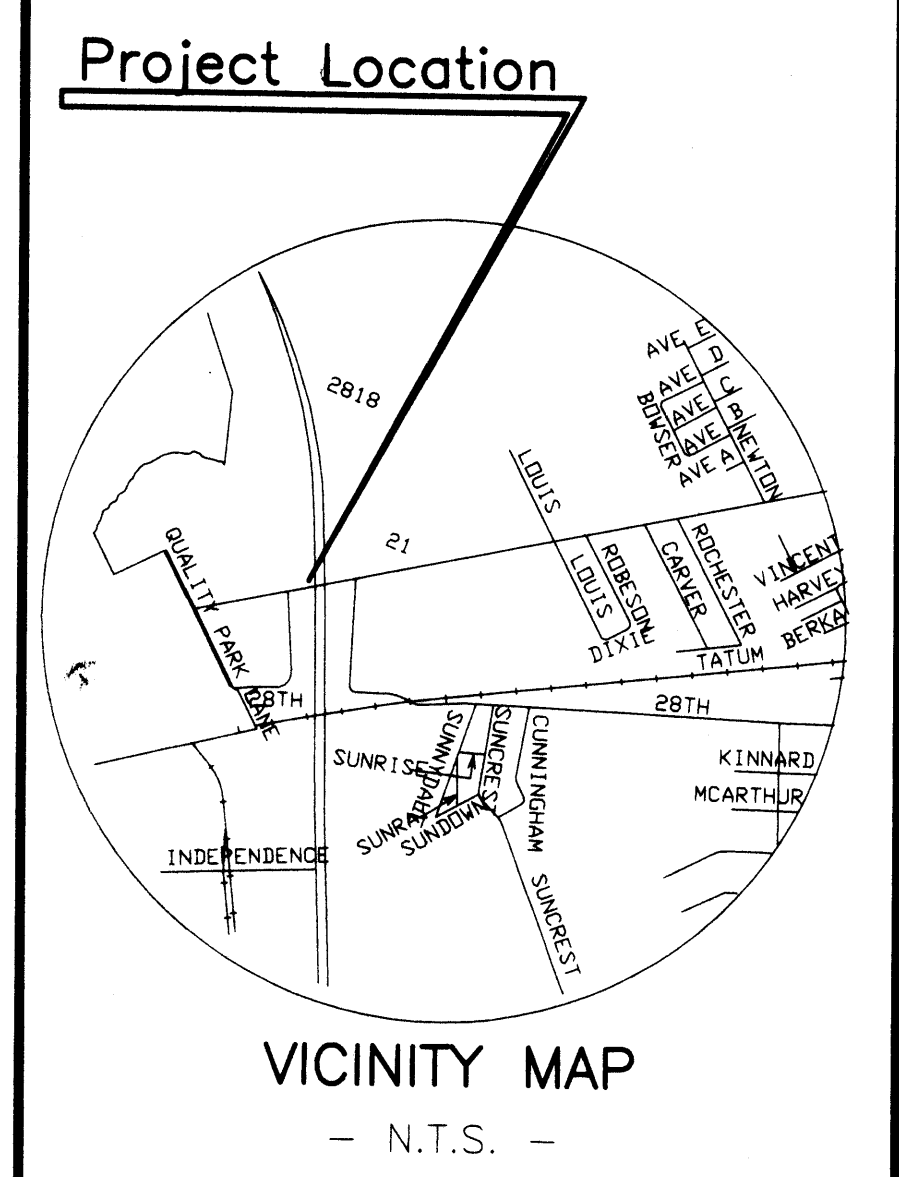 Project Location
2818
AVE E
AVE D
AVE C
AVE B
AVE A
BOWSER
NEWTON
LOUIS
21
QUALITY PARK LANE
LOUIS
ROBESON
DIXIE
CARVER
ROCHESTER
TATUM
VINCENT
HARVEY
BERKA
28TH
28TH
SUNNYDALE
SUNCREST
CUNNINGHAM
SUNRISE
SUNRAY
SUNDOWN
KINNARD
MCARTHUR
INDEPENDENCE
SUNCREST
VICINITY MAP
- N.T.S. -